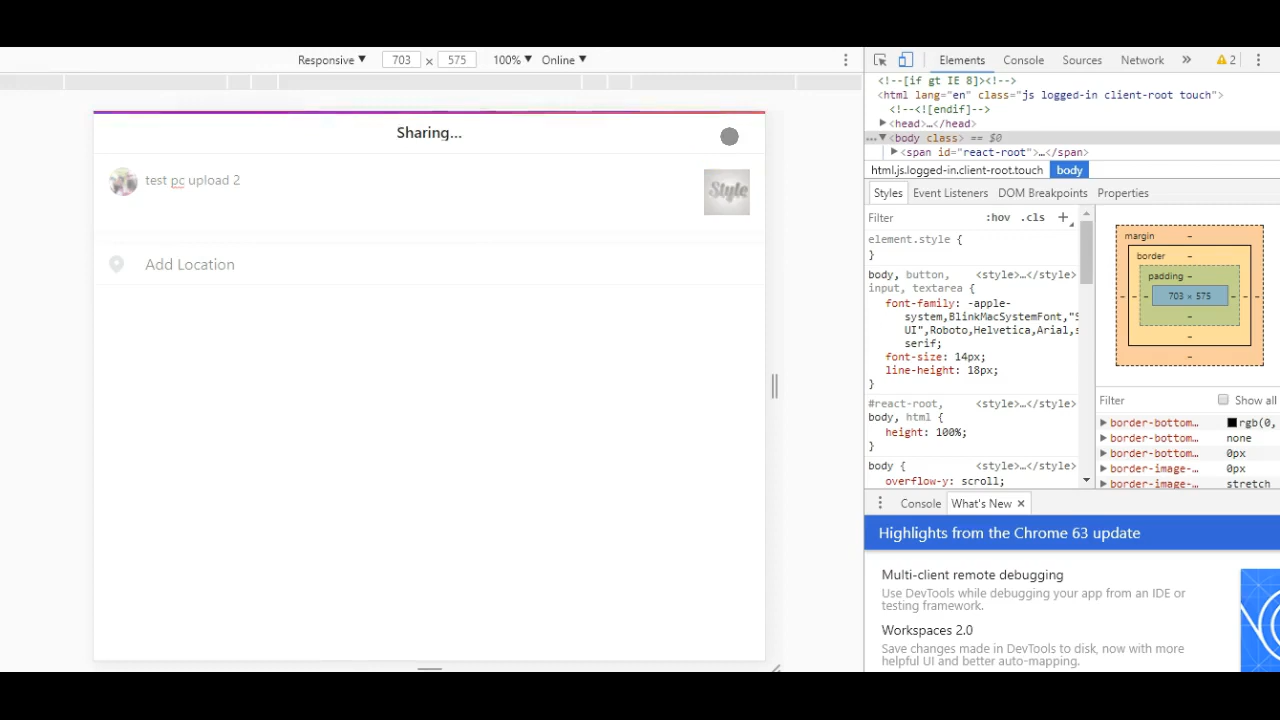 Responsive ▼ 703 × 575 100% ▼ Online ▼
Sharing...
test pc upload 2
Style
Add Location
Elements Console Sources Network » 2
<!--[if gt IE 8]><!-->
<html lang="en" class="js logged-in client-root touch">
<!--<![endif]-->
▶<head>…</head>
…▼<body class> == $0
▶<span id="react-root">…</span>
html.js.logged-in.client-root.touch body
Styles Event Listeners DOM Breakpoints Properties
Filter :hov .cls +
element.style {
}
body, button, <style>…</style>
input, textarea {
font-family: -apple-
system,BlinkMacSystemFont,"S
UI",Roboto,Helvetica,Arial,s
serif;
font-size: 14px;
line-height: 18px;
}
#react-root, <style>…</style>
body, html {
height: 100%;
}
body { <style>…</style>
overflow-y: scroll;
margin –
border –
padding –
– – – 703 × 575 – – –
–
–
–
Filter Show all
▶border-bottom… rgb(0,
▶border-bottom… none
▶border-bottom… 0px
▶border-image-… 0px
▶border-image-… stretch
Console What's New ×
Highlights from the Chrome 63 update
Multi-client remote debugging
Use DevTools while debugging your app from an IDE or
testing framework.
Workspaces 2.0
Save changes made in DevTools to disk, now with more
helpful UI and better auto-mapping.